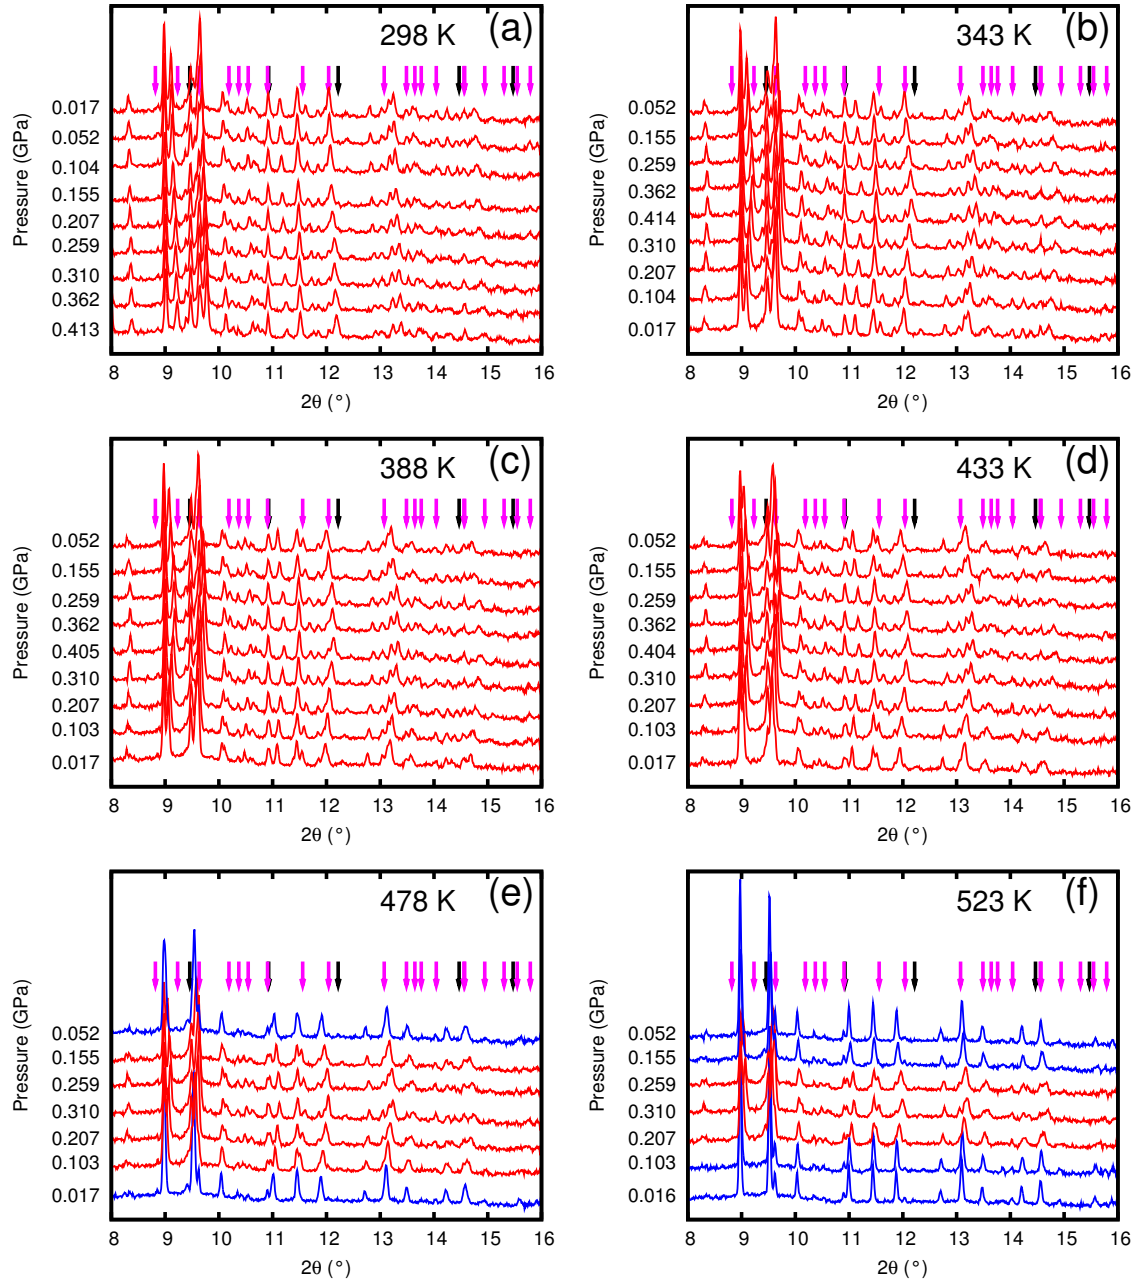 298 K (a)
Pressure (GPa)
0.017
0.052
0.104
0.155
0.207
0.259
0.310
0.362
0.413
8 9 10 11 12 13 14 15 16
2θ (°)
343 K (b)
Pressure (GPa)
0.052
0.155
0.259
0.362
0.414
0.310
0.207
0.104
0.017
8 9 10 11 12 13 14 15 16
2θ (°)
388 K (c)
Pressure (GPa)
0.052
0.155
0.259
0.362
0.405
0.310
0.207
0.103
0.017
8 9 10 11 12 13 14 15 16
2θ (°)
433 K (d)
Pressure (GPa)
0.052
0.155
0.259
0.362
0.404
0.310
0.207
0.103
0.017
8 9 10 11 12 13 14 15 16
2θ (°)
478 K (e)
Pressure (GPa)
0.052
0.155
0.259
0.310
0.207
0.103
0.017
8 9 10 11 12 13 14 15 16
2θ (°)
523 K (f)
Pressure (GPa)
0.052
0.155
0.259
0.310
0.207
0.103
0.016
8 9 10 11 12 13 14 15 16
2θ (°)